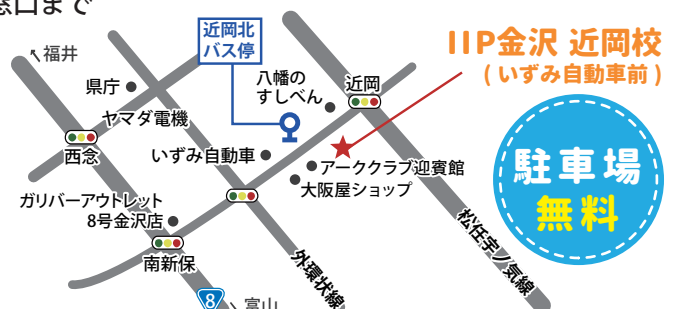 窓口まで
近岡北
バス停
IIP金沢 近岡校
( いずみ自動車前 )
福井
県庁
八幡の
すしべん
近岡
ヤマダ電機
西念
いずみ自動車
アーククラブ迎賓館
大阪屋ショップ
駐車場
無料
ガリバーアウトレット
8号金沢店
南新保
外環状線
松任宇ノ気線
8
富山